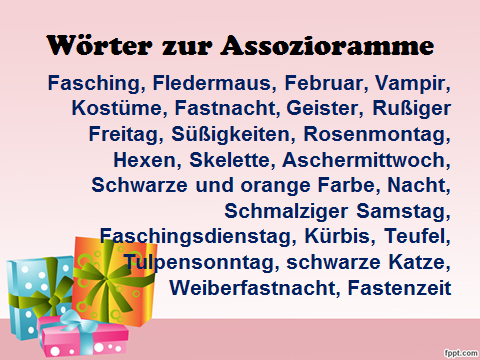 Wörter zur Assozioramme
Fasching, Fledermaus, Februar, Vampir,
Kostüme, Fastnacht, Geister, Rußiger
Freitag, Süßigkeiten, Rosenmontag,
Hexen, Skelette, Aschermittwoch,
Schwarze und orange Farbe, Nacht,
Schmalziger Samstag,
Faschingsdienstag, Kürbis, Teufel,
Tulpensonntag, schwarze Katze,
Weiberfastnacht, Fastenzeit
fppt.com